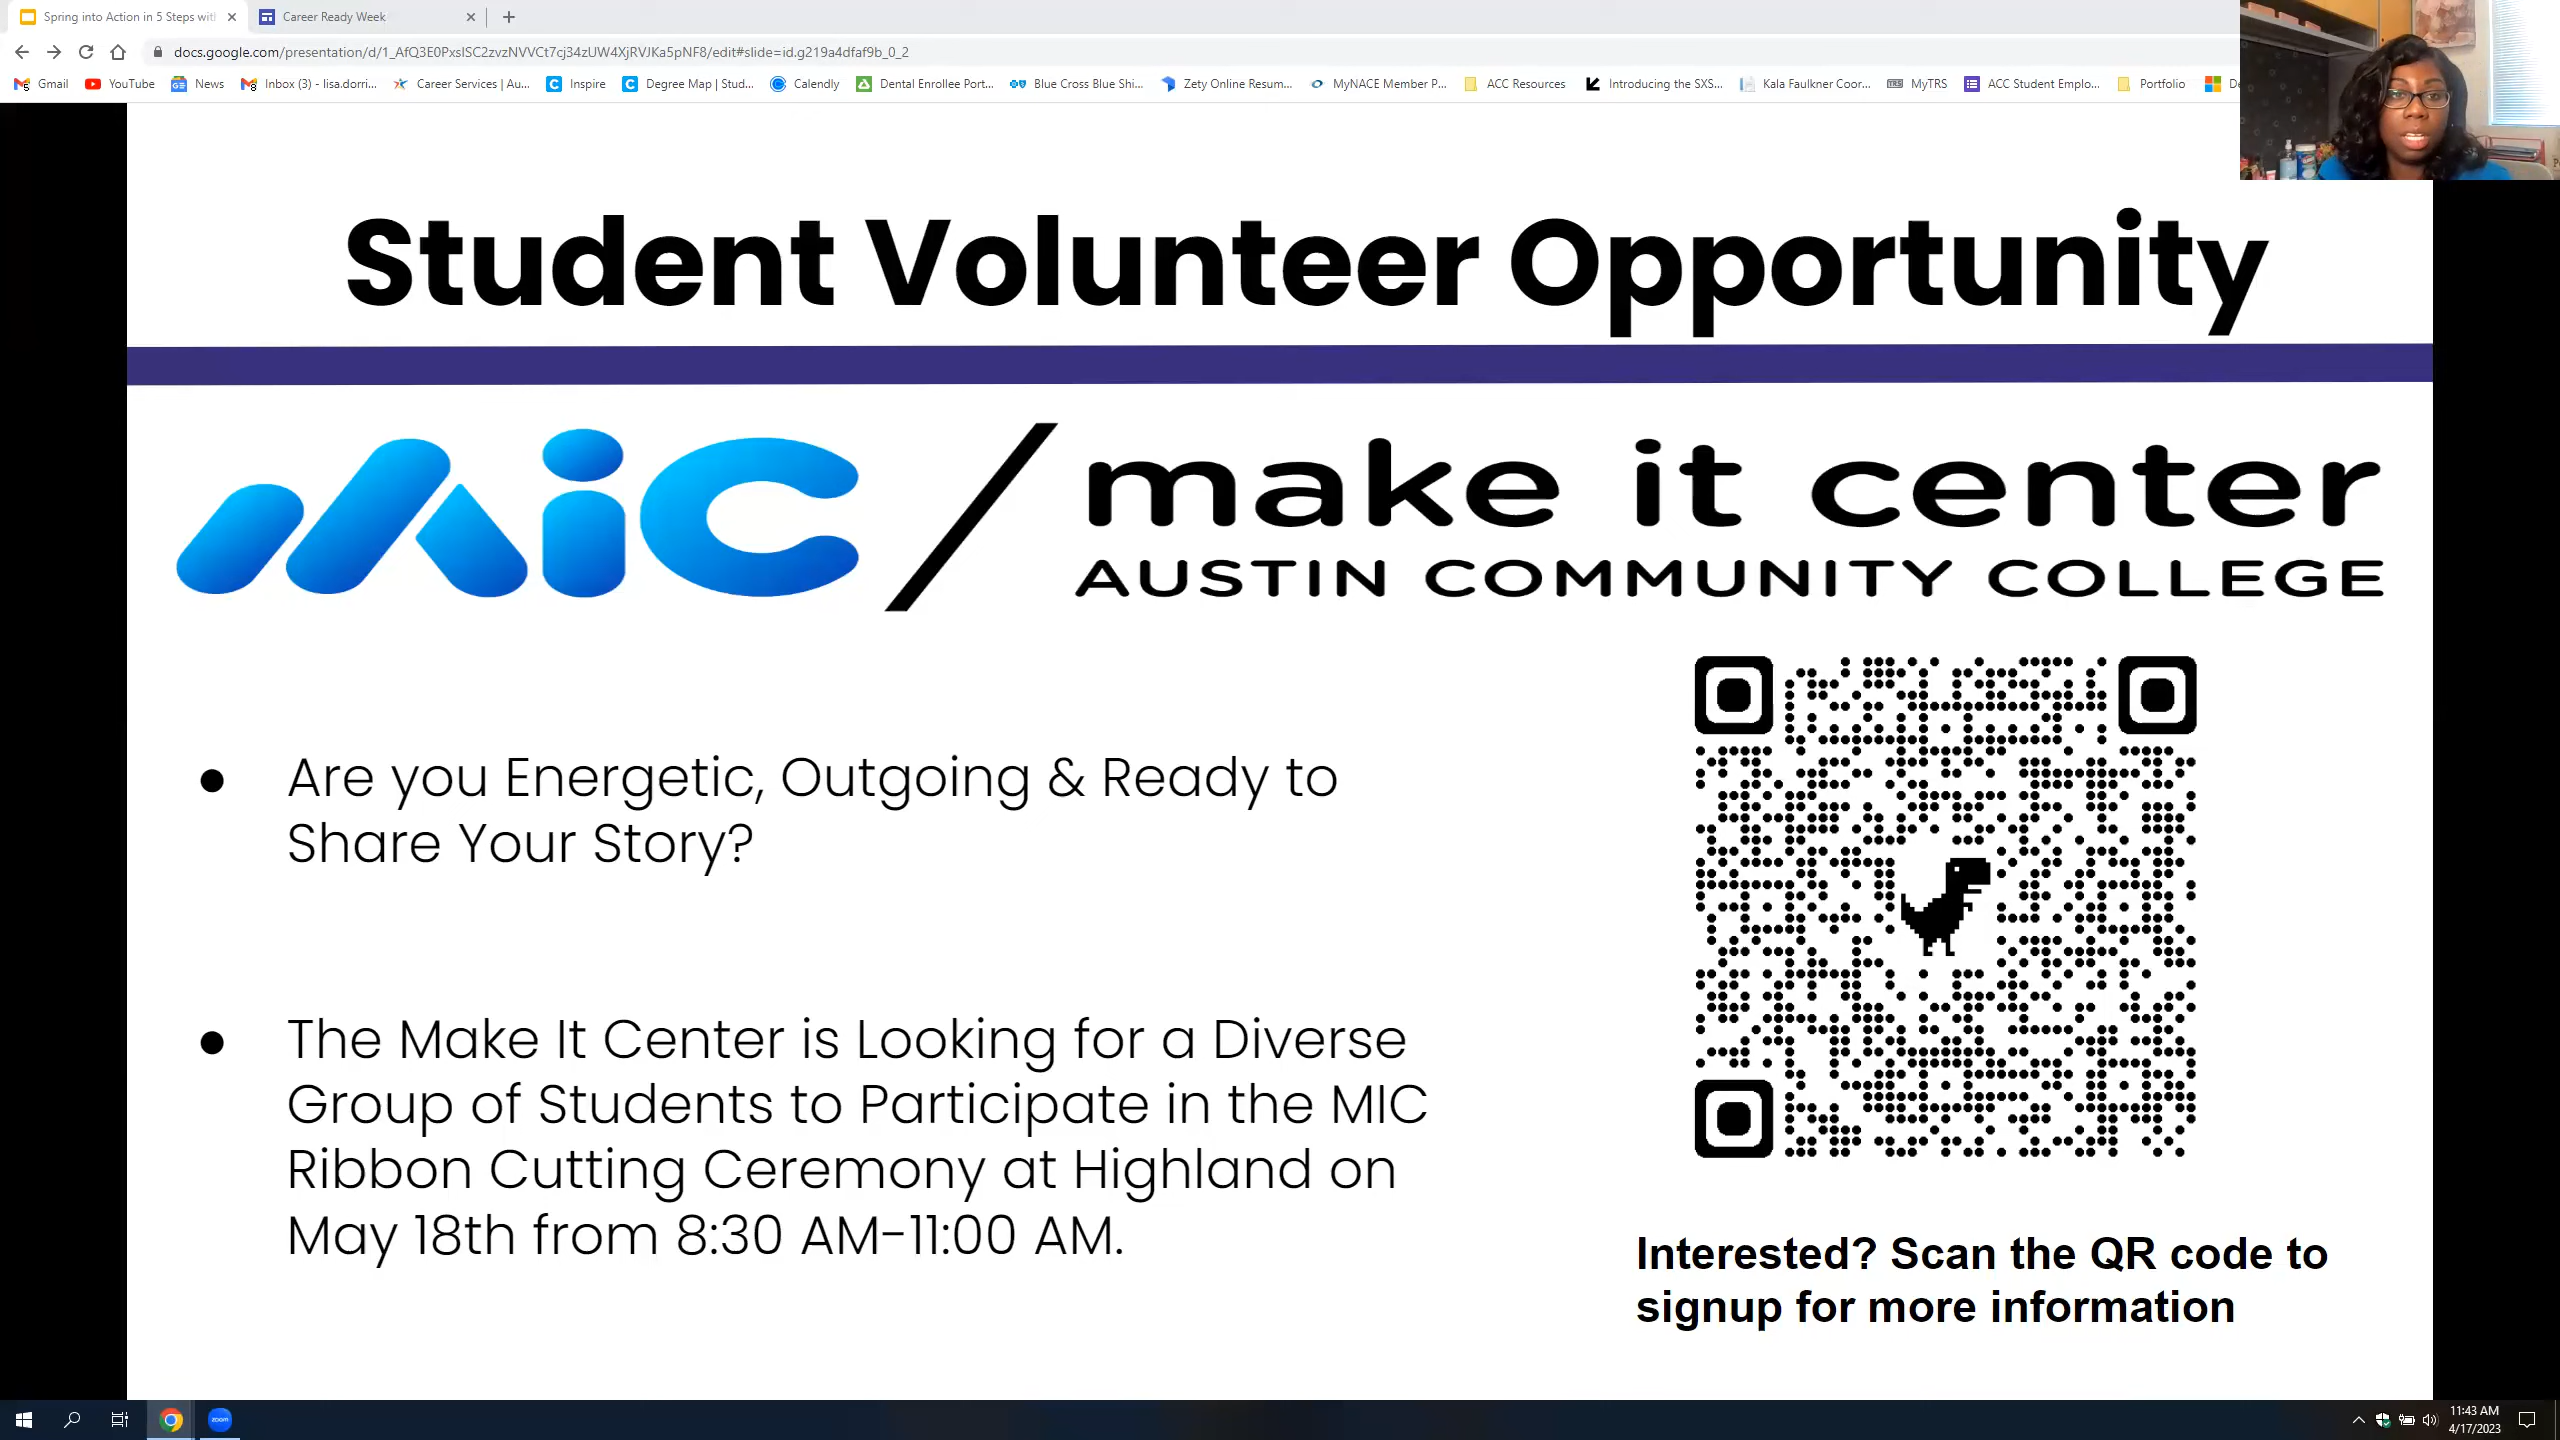 Spring into Action in 5 Steps wit
Career Ready Week
docs.google.com/presentation/d/1_AfQ3E0PxsISC2zvzNVVCt7cj34zUW4XjRVJKa5pNF8/edit#slide=id.g219a4dfaf9b_0_2
Gmail YouTube News Inbox (3) - lisa.dorri... Career Services | Au... Inspire Degree Map | Stud... Calendly Dental Enrollee Port... Blue Cross Blue Shi... Zety Online Resum... MyNACE Member P... ACC Resources Introducing the SXS... Kala Faulkner Coor... TRS MyTRS ACC Student Emplo... Portfolio
Student Volunteer Opportunity
MiC / make it center
AUSTIN COMMUNITY COLLEGE
● Are you Energetic, Outgoing & Ready to
Share Your Story?
● The Make It Center is Looking for a Diverse
Group of Students to Participate in the MIC
Ribbon Cutting Ceremony at Highland on
May 18th from 8:30 AM-11:00 AM.
Interested? Scan the QR code to
signup for more information
zoom
11:43 AM
4/17/2023